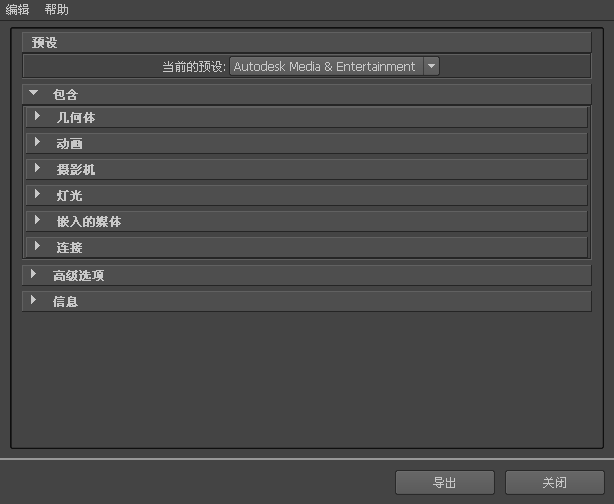 编辑 帮助
预设
当前的预设: Autodesk Media & Entertainment
包含
几何体
动画
摄影机
灯光
嵌入的媒体
连接
高级选项
信息
导出 关闭